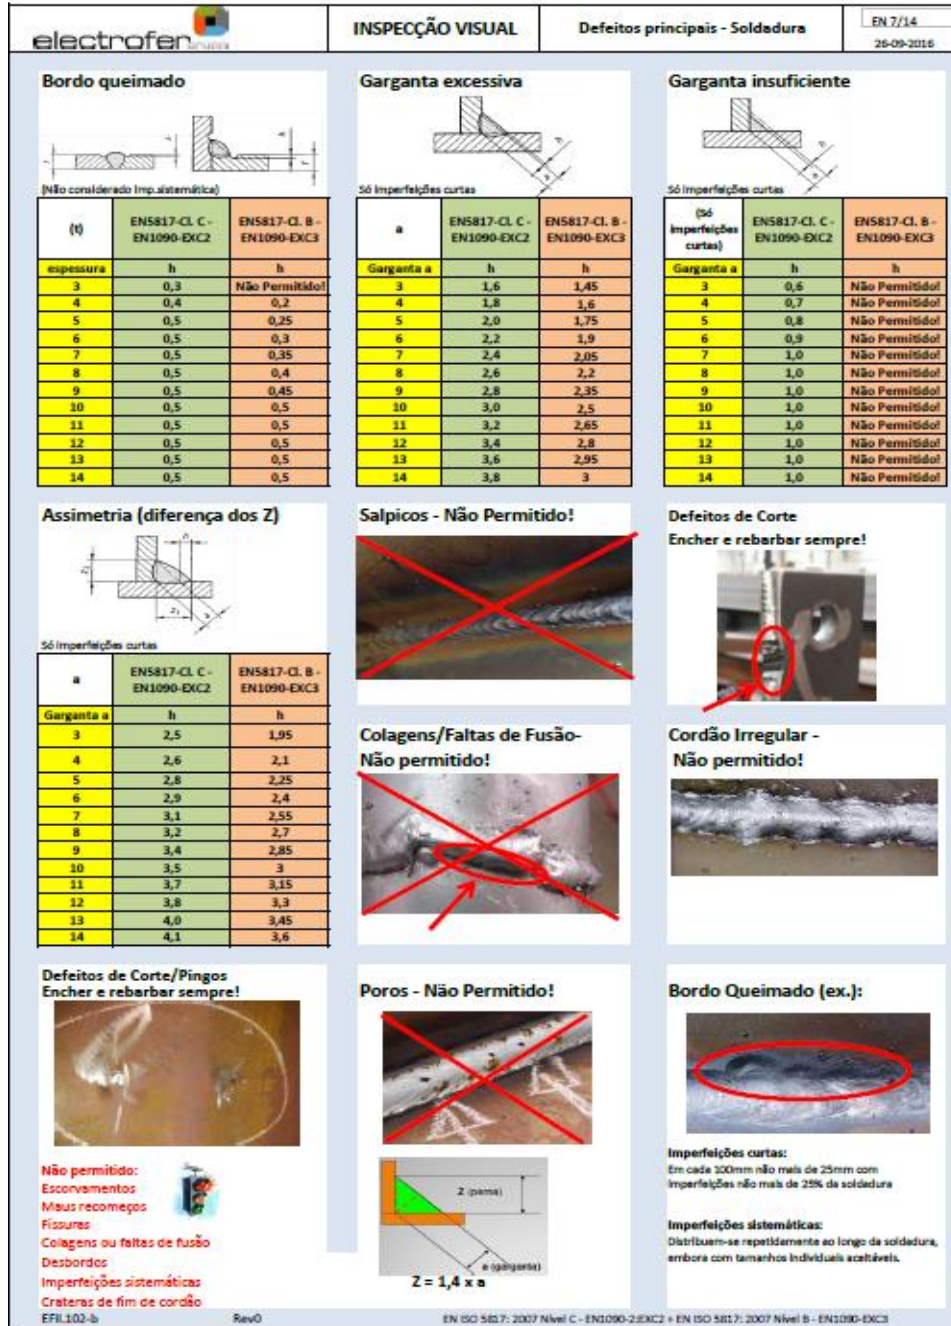 electrofer
INSPECÇÃO VISUAL
Defeitos principais - Soldadura
EN 7/14
26-09-2016
Bordo queimado
(Não considerado Imp.sistemática)
(t) EN5817-Cl. C - EN1090-EXC2 EN5817-Cl. B - EN1090-EXC3
espessura h h
3 0,3 Não Permitido!
4 0,4 0,2
5 0,5 0,25
6 0,5 0,3
7 0,5 0,35
8 0,5 0,4
9 0,5 0,45
10 0,5 0,5
11 0,5 0,5
12 0,5 0,5
13 0,5 0,5
14 0,5 0,5
Garganta excessiva
Só imperfeições curtas
a EN5817-Cl. C - EN1090-EXC2 EN5817-Cl. B - EN1090-EXC3
Garganta a h h
3 1,6 1,45
4 1,8 1,6
5 2,0 1,75
6 2,2 1,9
7 2,4 2,05
8 2,6 2,2
9 2,8 2,35
10 3,0 2,5
11 3,2 2,65
12 3,4 2,8
13 3,6 2,95
14 3,8 3
Garganta insuficiente
Só imperfeições curtas
(Só imperfeições curtas) EN5817-Cl. C - EN1090-EXC2 EN5817-Cl. B - EN1090-EXC3
Garganta a h h
3 0,6 Não Permitido!
4 0,7 Não Permitido!
5 0,8 Não Permitido!
6 0,9 Não Permitido!
7 1,0 Não Permitido!
8 1,0 Não Permitido!
9 1,0 Não Permitido!
10 1,0 Não Permitido!
11 1,0 Não Permitido!
12 1,0 Não Permitido!
13 1,0 Não Permitido!
14 1,0 Não Permitido!
Assimetria (diferença dos Z)
Só imperfeições curtas
a EN5817-Cl. C - EN1090-EXC2 EN5817-Cl. B - EN1090-EXC3
Garganta a h h
3 2,5 1,95
4 2,6 2,1
5 2,8 2,25
6 2,9 2,4
7 3,1 2,55
8 3,2 2,7
9 3,4 2,85
10 3,5 3
11 3,7 3,15
12 3,8 3,3
13 4,0 3,45
14 4,1 3,6
Salpicos - Não Permitido!
Defeitos de Corte
Encher e rebarbar sempre!
Colagens/Faltas de Fusão-
Não permitido!
Cordão Irregular -
Não permitido!
Defeitos de Corte/Pingos
Encher e rebarbar sempre!
Poros - Não Permitido!
Bordo Queimado (ex.):
Não permitido:
Escorvamentos
Maus recomeços
Fissuras
Colagens ou faltas de fusão
Desbordos
Imperfeições sistemáticas
Crateras de fim de cordão
Z (perna)
a (garganta)
Z = 1,4 x a
Imperfeições curtas:
Em cada 100mm não mais de 25mm com
imperfeições não mais de 25% da soldadura
Imperfeições sistemáticas:
Distribuem-se repetidamente ao longo da soldadura,
embora com tamanhos individuais aceitáveis.
EFII.102-b
Rev0
EN ISO 5817: 2007 Nível C - EN1090-2:EXC2 + EN ISO 5817: 2007 Nível B - EN1090-EXC3